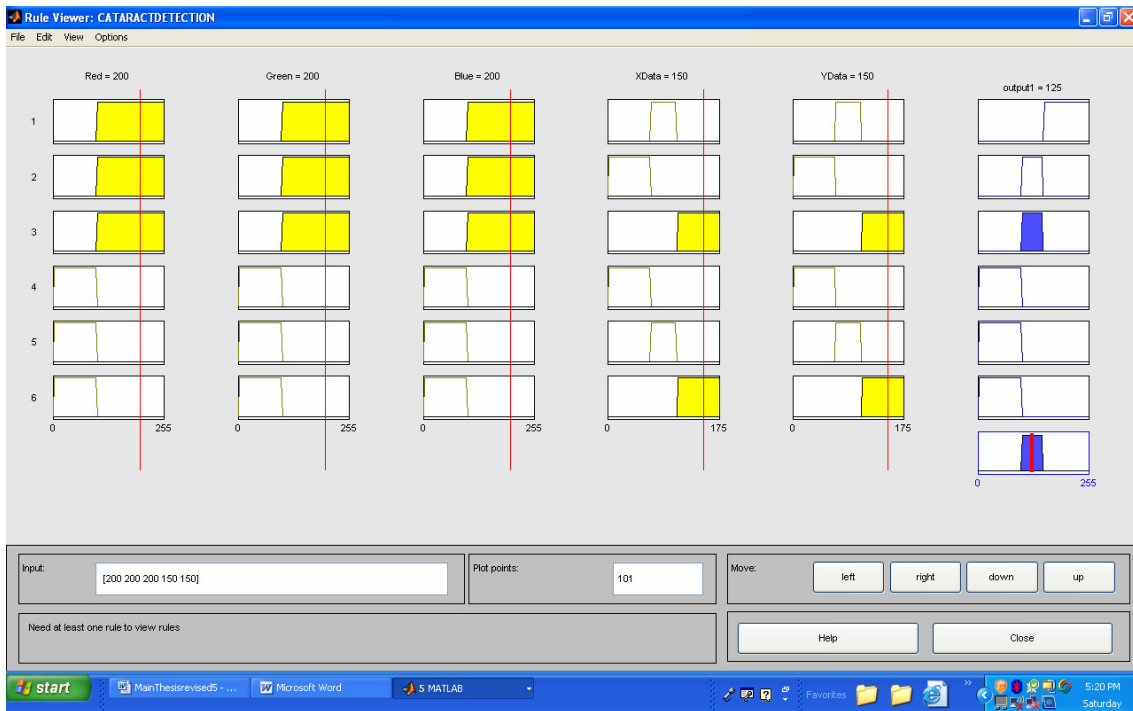 Rule Viewer: CATARACTDETECTION
File Edit View Options
Red = 200 Green = 200 Blue = 200 XData = 150 YData = 150
output1 = 125
1
2
3
4
5
6
0 255 0 255 0 255 0 175 0 175
0 255
Input: [200 200 200 150 150] Plot points: 101 Move: left right down up
Need at least one rule to view rules Help Close
start MainThesisrevised5 - ... Microsoft Word 5 MATLAB Favorites » 5:20 PM
Saturday